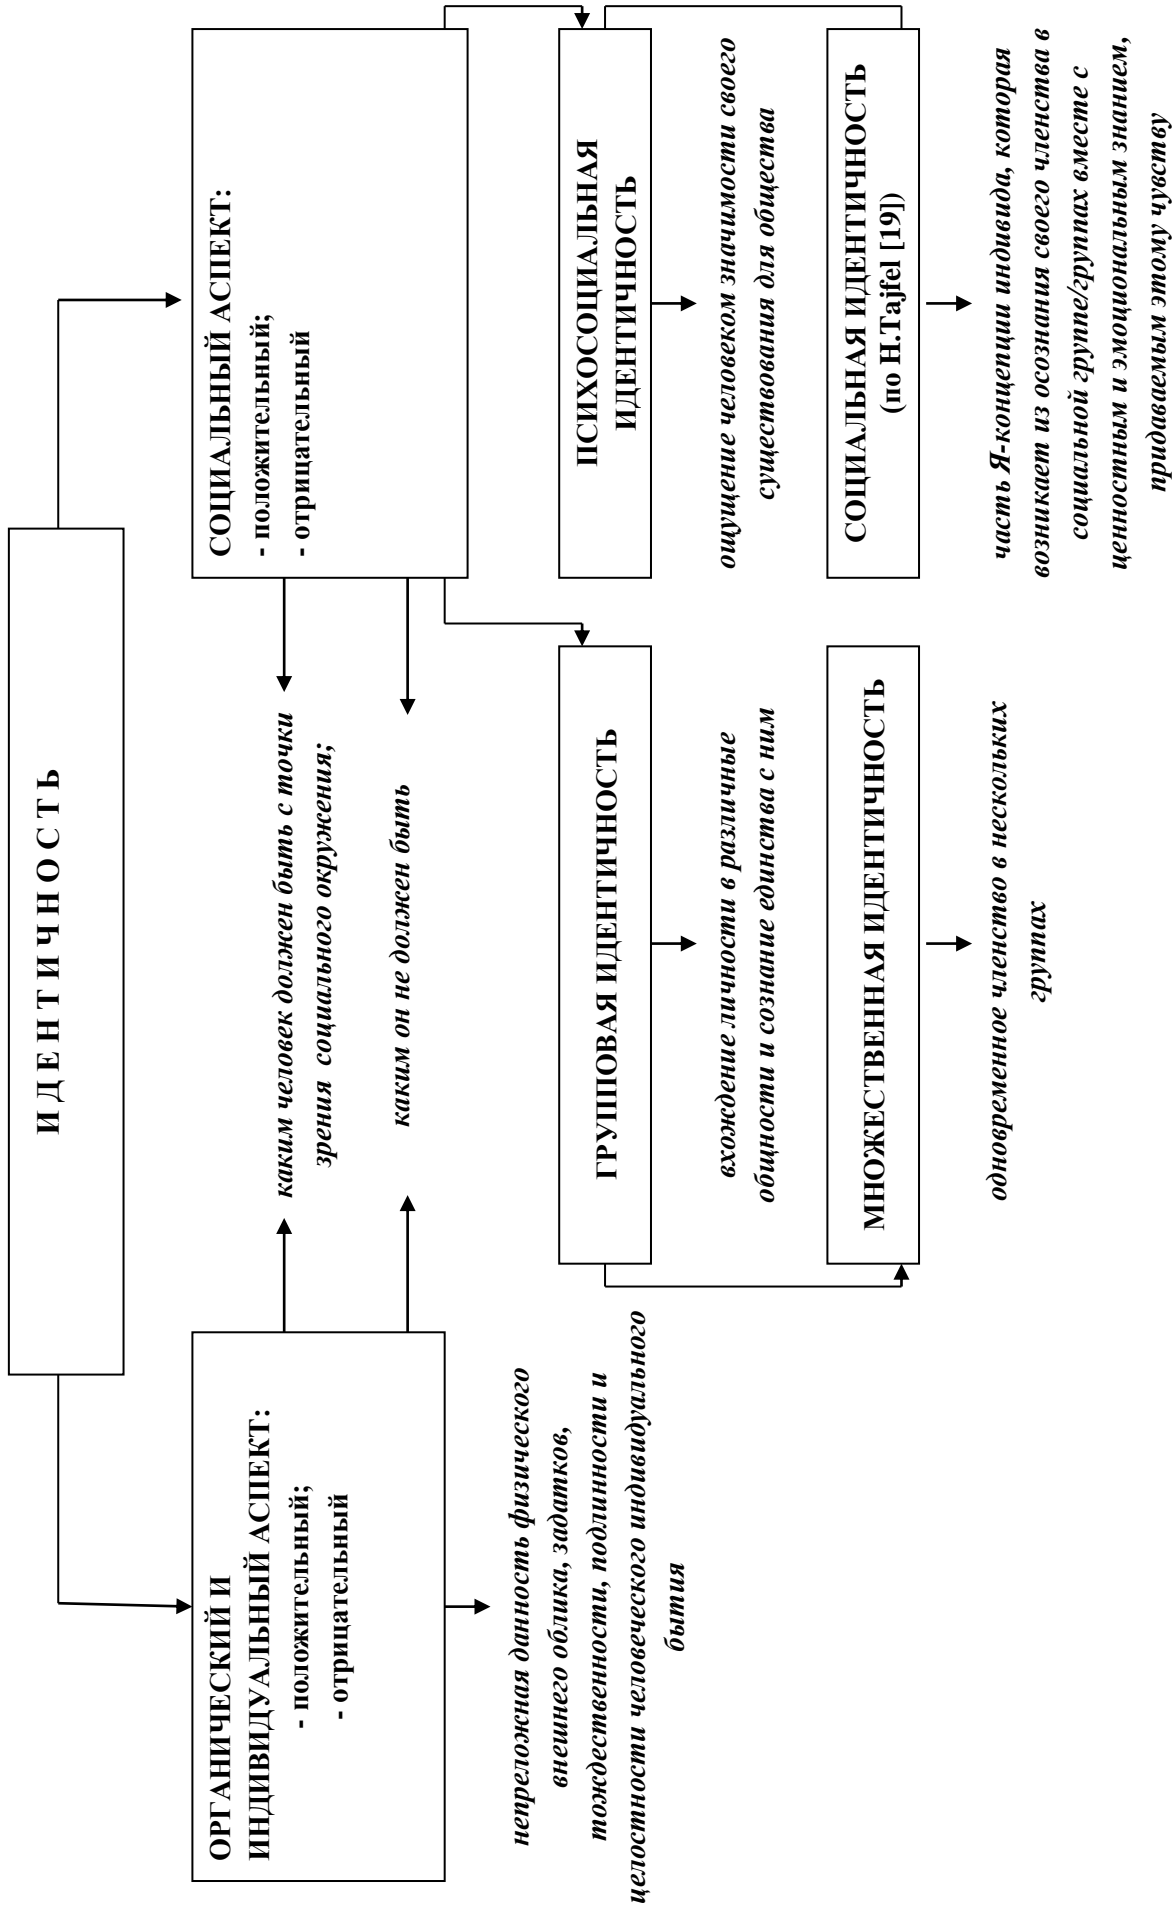 И Д Е Н Т И Ч Н О С Т Ь
ОРГАНИЧЕСКИЙ И
ИНДИВИДУАЛЬНЫЙ АСПЕКТ:
- положительный;
- отрицательный
каким человек должен быть с точки
зрения социального окружения;
каким он не должен быть
СОЦИАЛЬНЫЙ АСПЕКТ:
- положительный;
- отрицательный
непреложная данность физического
внешнего облика, задатков,
тождественности, подлинности и
целостности человеческого индивидуального
бытия
ГРУППОВАЯ ИДЕНТИЧНОСТЬ
вхождение личности в различные
общности и сознание единства с ним
ПСИХОСОЦИАЛЬНАЯ
ИДЕНТИЧНОСТЬ
ощущение человеком значимости своего
существования для общества
МНОЖЕСТВЕННАЯ ИДЕНТИЧНОСТЬ
одновременное членство в нескольких
группах
СОЦИАЛЬНАЯ ИДЕНТИЧНОСТЬ
(по H.Tajfel [19])
часть Я-концепции индивида, которая
возникает из осознания своего членства в
социальной группе/группах вместе с
ценностным и эмоциональным знанием,
придаваемым этому чувству